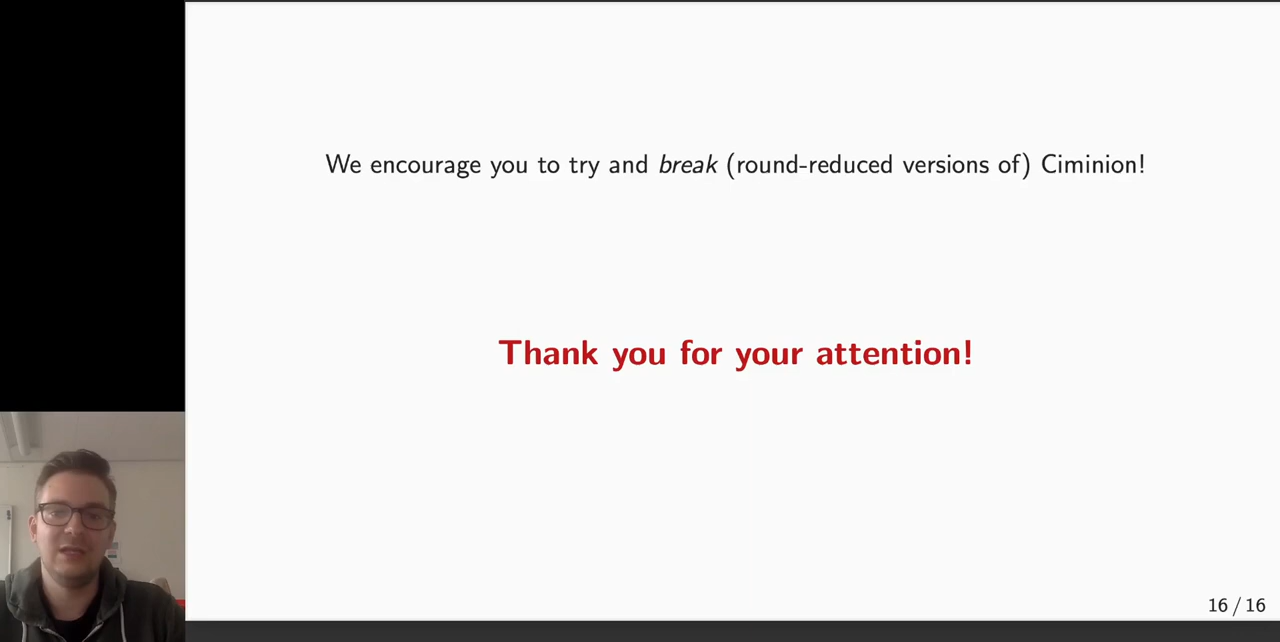 We encourage you to try and break (round-reduced versions of) Ciminion!
Thank you for your attention!
16 / 16